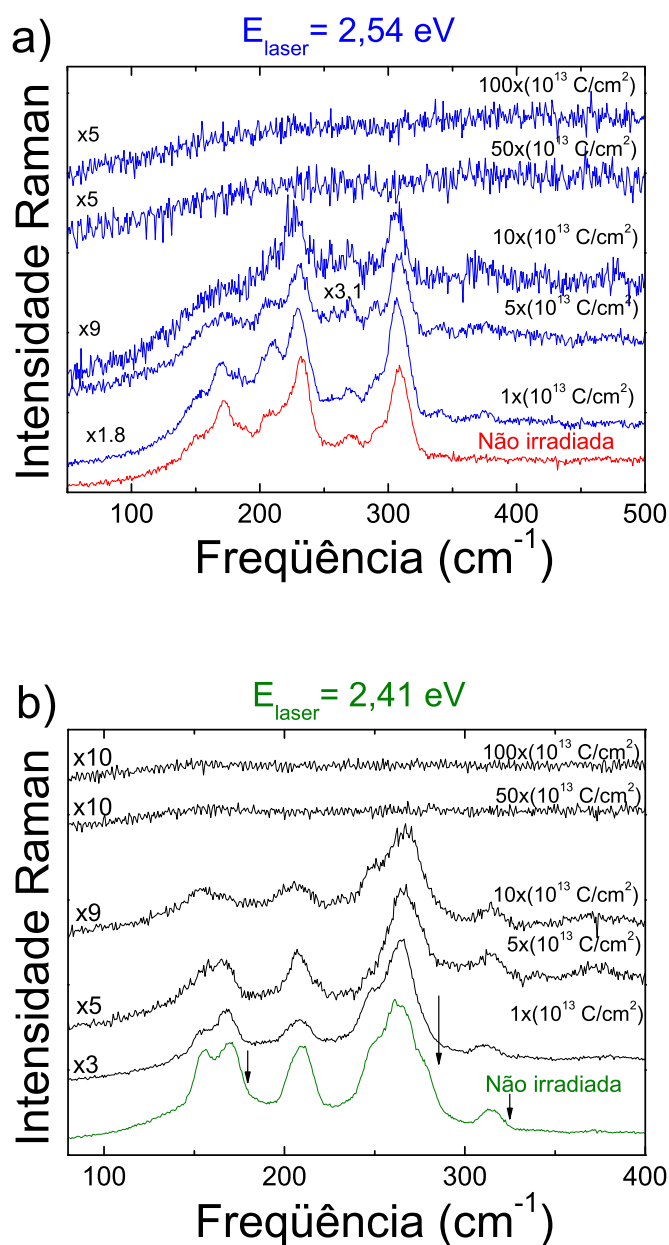 a)
E_laser = 2,54 eV
Intensidade Raman
100x(10^13 C/cm^2)
x5
50x(10^13 C/cm^2)
x5
10x(10^13 C/cm^2)
x3,1
5x(10^13 C/cm^2)
x9
1x(10^13 C/cm^2)
x1.8
Não irradiada
100 200 300 400 500
Freqüência (cm^-1)
b)
E_laser = 2,41 eV
Intensidade Raman
100x(10^13 C/cm^2)
x10
50x(10^13 C/cm^2)
x10
10x(10^13 C/cm^2)
x9
5x(10^13 C/cm^2)
x5
1x(10^13 C/cm^2)
x3
Não irradiada
100 200 300 400
Freqüência (cm^-1)